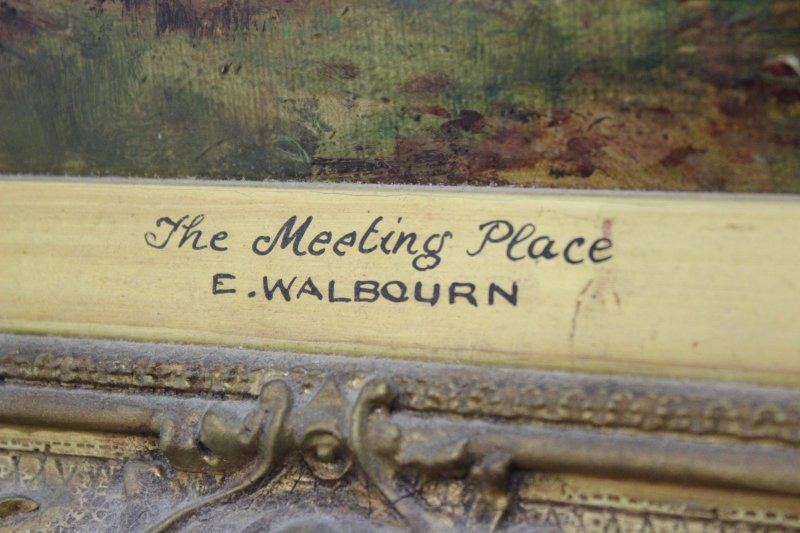 The Meeting Place
E. WALBOURN